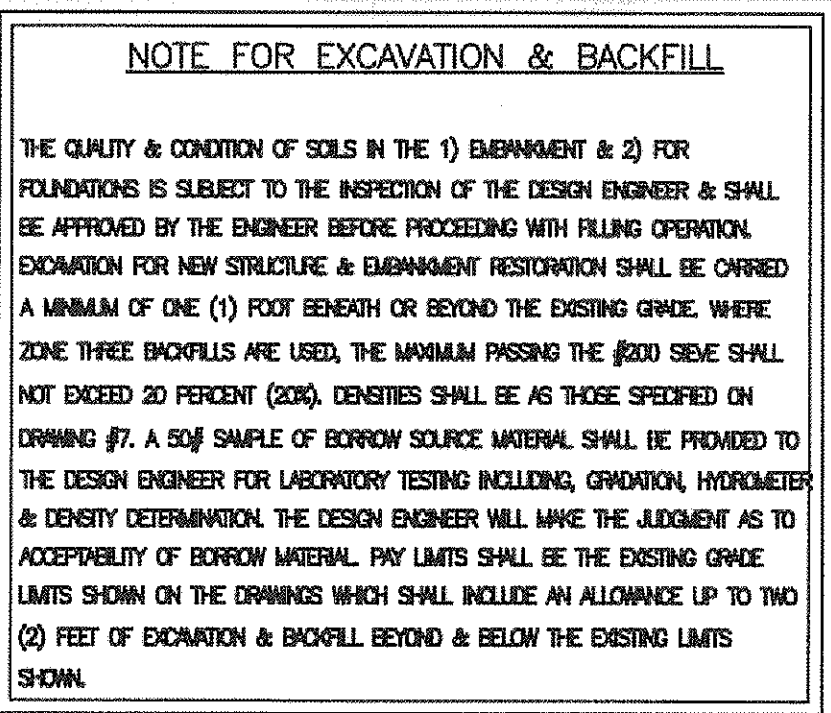 NOTE FOR EXCAVATION & BACKFILL
THE QUALITY & CONDITION OF SOILS IN THE 1) EMBANKMENT & 2) FOR
FOUNDATIONS IS SUBJECT TO THE INSPECTION OF THE DESIGN ENGINEER & SHALL
BE APPROVED BY THE ENGINEER BEFORE PROCEEDING WITH FILLING OPERATION.
EXCAVATION FOR NEW STRUCTURE & EMBANKMENT RESTORATION SHALL BE CARRIED
A MINIMUM OF ONE (1) FOOT BENEATH OR BEYOND THE EXISTING GRADE. WHERE
ZONE THREE BACKFILLS ARE USED, THE MAXIMUM PASSING THE #200 SIEVE SHALL
NOT EXCEED 20 PERCENT (20%). DENSITIES SHALL BE AS THOSE SPECIFIED ON
DRAWING #7. A 50# SAMPLE OF BORROW SOURCE MATERIAL SHALL BE PROVIDED TO
THE DESIGN ENGINEER FOR LABORATORY TESTING INCLUDING, GRADATION, HYDROMETER
& DENSITY DETERMINATION. THE DESIGN ENGINEER WILL MAKE THE JUDGMENT AS TO
ACCEPTABILITY OF BORROW MATERIAL. PAY LIMITS SHALL BE THE EXISTING GRADE
LIMITS SHOWN ON THE DRAWINGS WHICH SHALL INCLUDE AN ALLOWANCE UP TO TWO
(2) FEET OF EXCAVATION & BACKFILL BEYOND & BELOW THE EXISTING LIMITS
SHOWN.